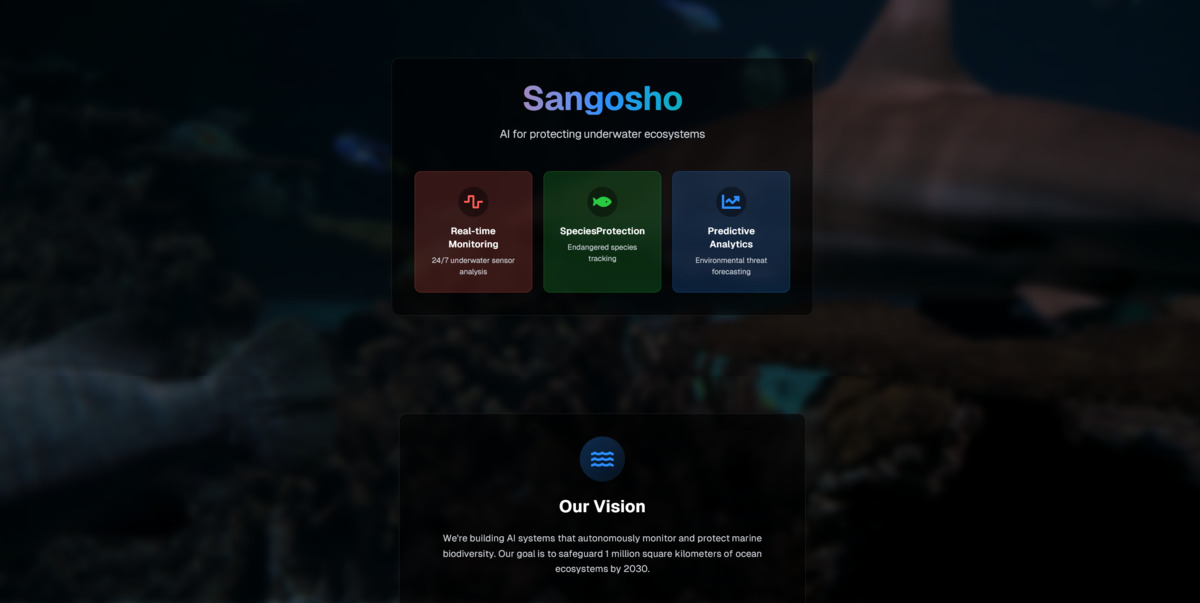 Sangosho
AI for protecting underwater ecosystems
Real-time
Monitoring
24/7 underwater sensor
analysis
SpeciesProtection
Endangered species
tracking
Predictive
Analytics
Environmental threat
forecasting
Our Vision
We're building AI systems that autonomously monitor and protect marine
biodiversity. Our goal is to safeguard 1 million square kilometers of ocean
ecosystems by 2030.